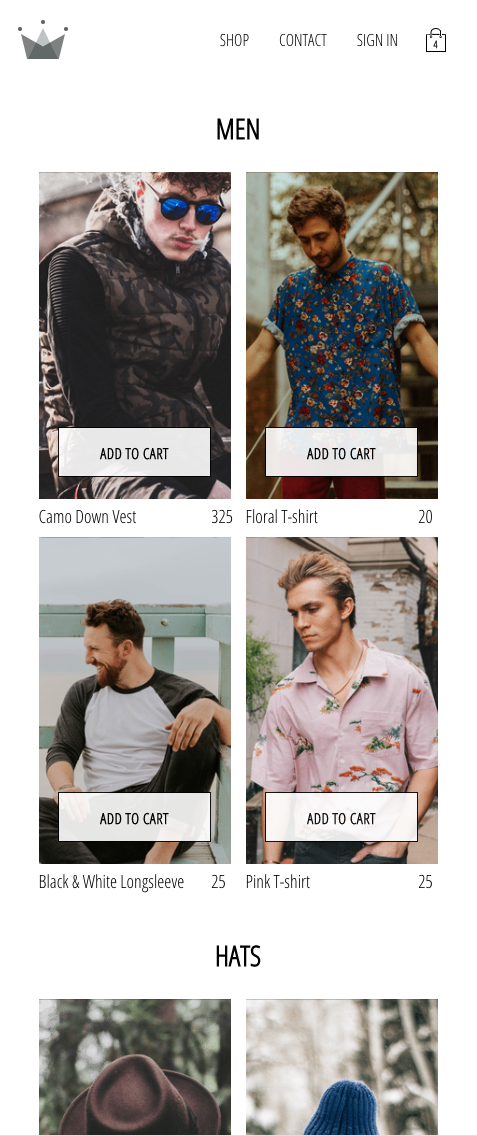 SHOP CONTACT SIGN IN 4
MEN
ADD TO CART ADD TO CART
Camo Down Vest 325 Floral T-shirt 20
ADD TO CART ADD TO CART
Black & White Longsleeve 25 Pink T-shirt 25
HATS